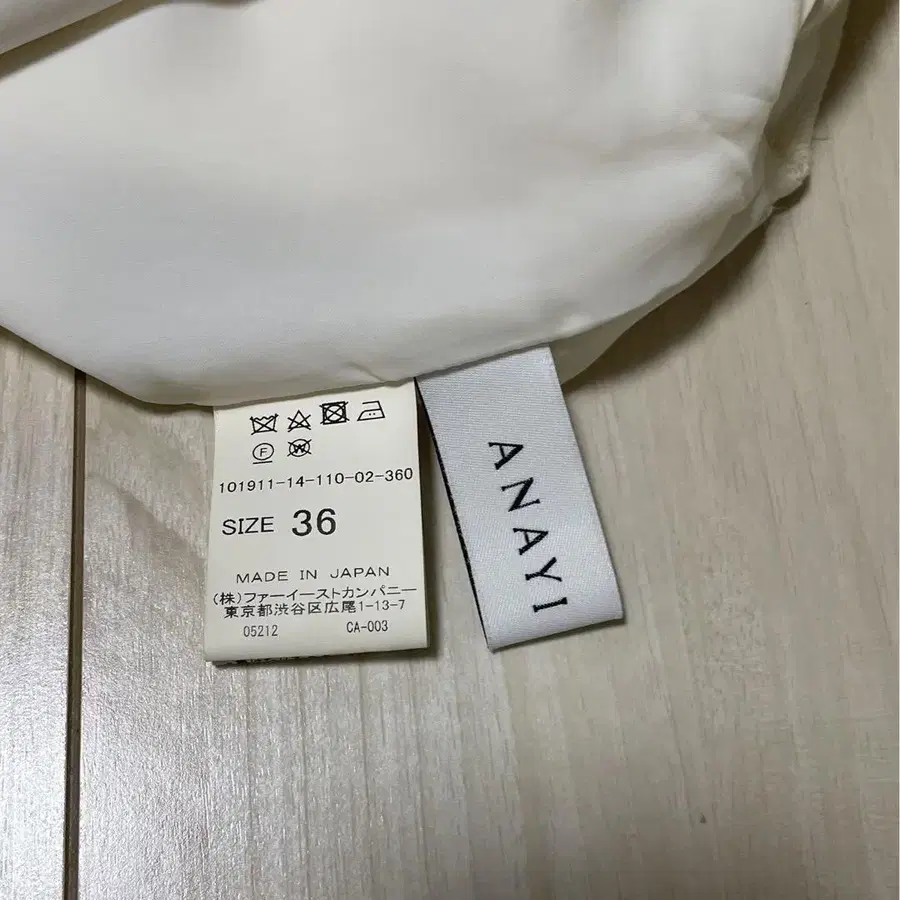 F W
101911-14-110-02-360
SIZE 36
MADE IN JAPAN
(株)ファーイーストカンパニー
東京都渋谷区広尾1-13-7
05212 CA-003
ANAYI